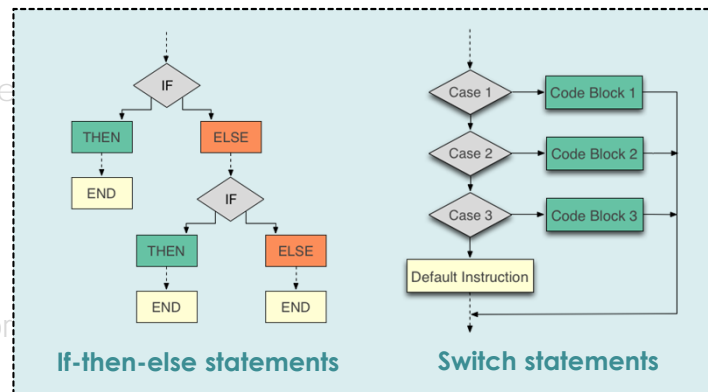 IF
THEN
ELSE
END
IF
THEN
ELSE
END
END
If-then-else statements
Case 1
Code Block 1
Case 2
Code Block 2
Case 3
Code Block 3
Default Instruction
Switch statements